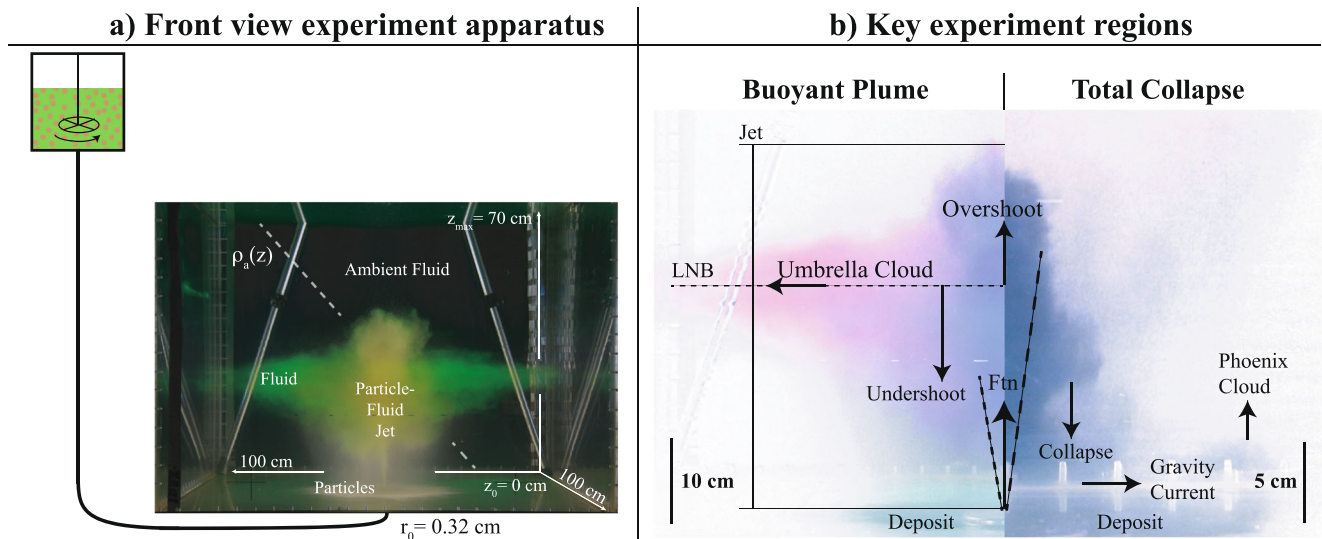 a) Front view experiment apparatus
b) Key experiment regions
ρa(z)
zmax= 70 cm
Ambient Fluid
Fluid
Particle-
Fluid
Jet
100 cm
Particles
z0= 0 cm
100 cm
r0= 0.32 cm
Buoyant Plume
Total Collapse
Jet
Overshoot
LNB
Umbrella Cloud
Undershoot
Ftn
Phoenix
Cloud
Collapse
10 cm
Gravity
Current
5 cm
Deposit
Deposit